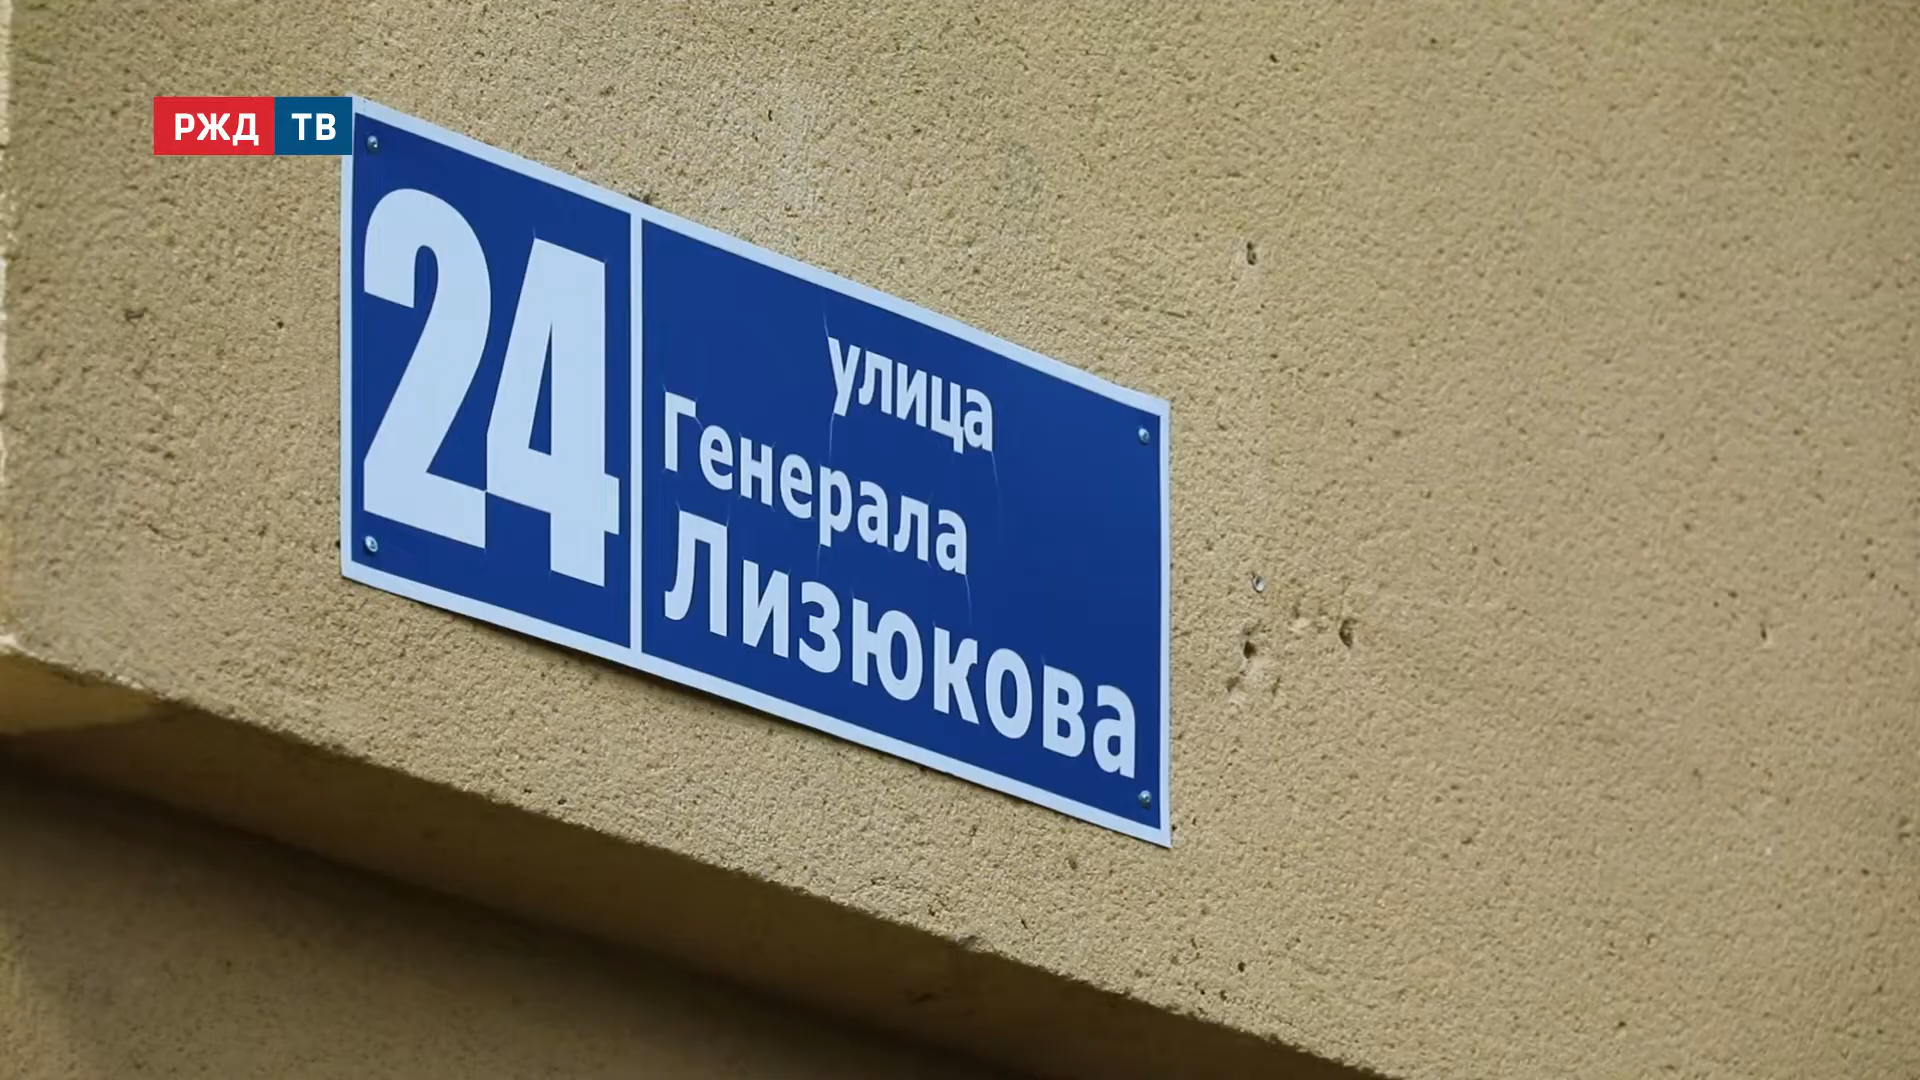 РЖД ТВ
24
улица
Генерала
Лизюкова